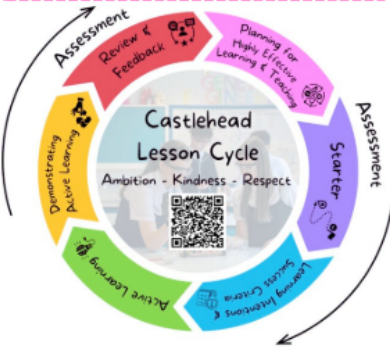 Castlehead
Lesson Cycle
Ambition - Kindness - Respect
Assessment
Planning for
Highly Effective
Learning & Teaching
Starter
Learning Intentions &
Success Criteria
Active Learning
Demonstrating
Active Learning
Review &
Feedback
Assessment